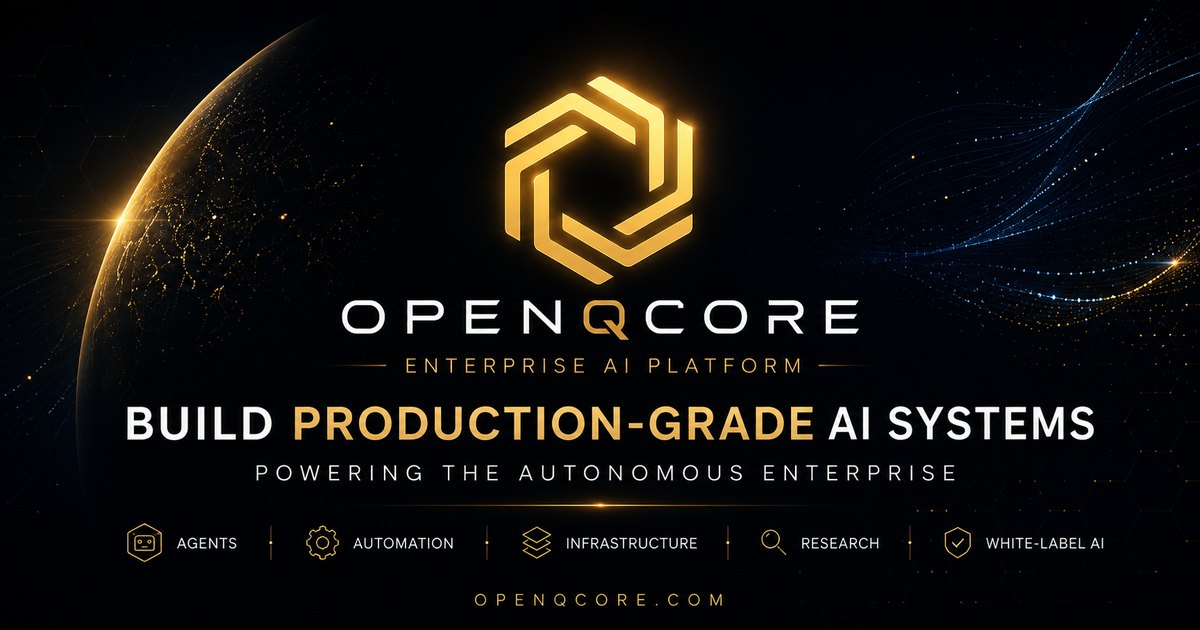 OPENQCORE
ENTERPRISE AI PLATFORM
BUILD PRODUCTION-GRADE AI SYSTEMS
POWERING THE AUTONOMOUS ENTERPRISE
AGENTS AUTOMATION INFRASTRUCTURE RESEARCH WHITE-LABEL AI
OPENQCORE.COM